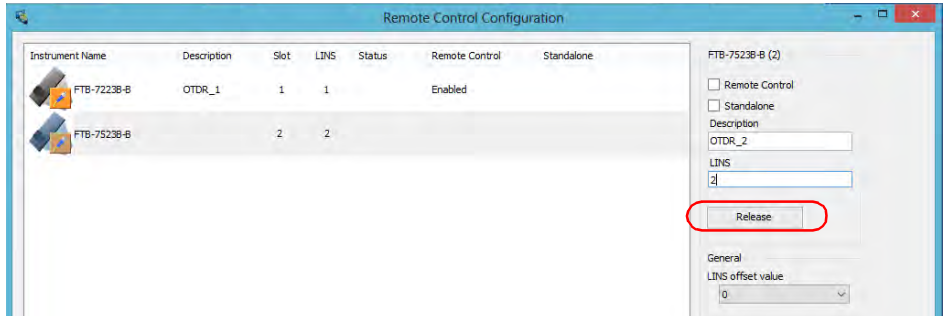 Remote Control Configuration
Instrument Name Description Slot LINS Status Remote Control Standalone
FTB-7223B-B OTDR_1 1 1 Enabled
FTB-7523B-B 2 2
FTB-7523B-B (2)
Remote Control
Standalone
Description
OTDR_2
LINS
2
Release
General
LINS offset value
0